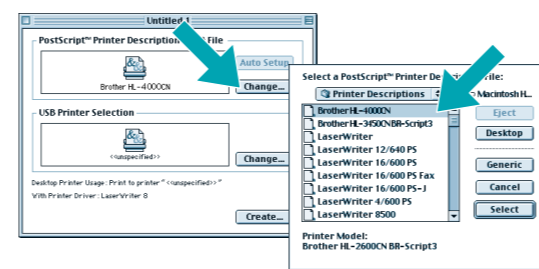 Untitled 1
PostScript™ Printer Description File
Auto Setup
Brother HL-4000CN
Change...
USB Printer Selection
<<unspecified>>
Change...
Desktop Printer Usage : Print to printer "<<unspecified>>"
With Printer Driver : LaserWriter 8
Create...
Select a PostScript™ Printer File:
Printer Descriptions
Macintosh H...
Brother HL-4000CN
Brother HL-3450CN BR-Script3
LaserWriter
LaserWriter 12/640 PS
LaserWriter 16/600 PS
LaserWriter 16/600 PS Fax
LaserWriter 16/600 PS-J
LaserWriter 4/600 PS
LaserWriter 8500
Eject
Desktop
Generic
Cancel
Select
Printer Model:
Brother HL-2600CN BR-Script3